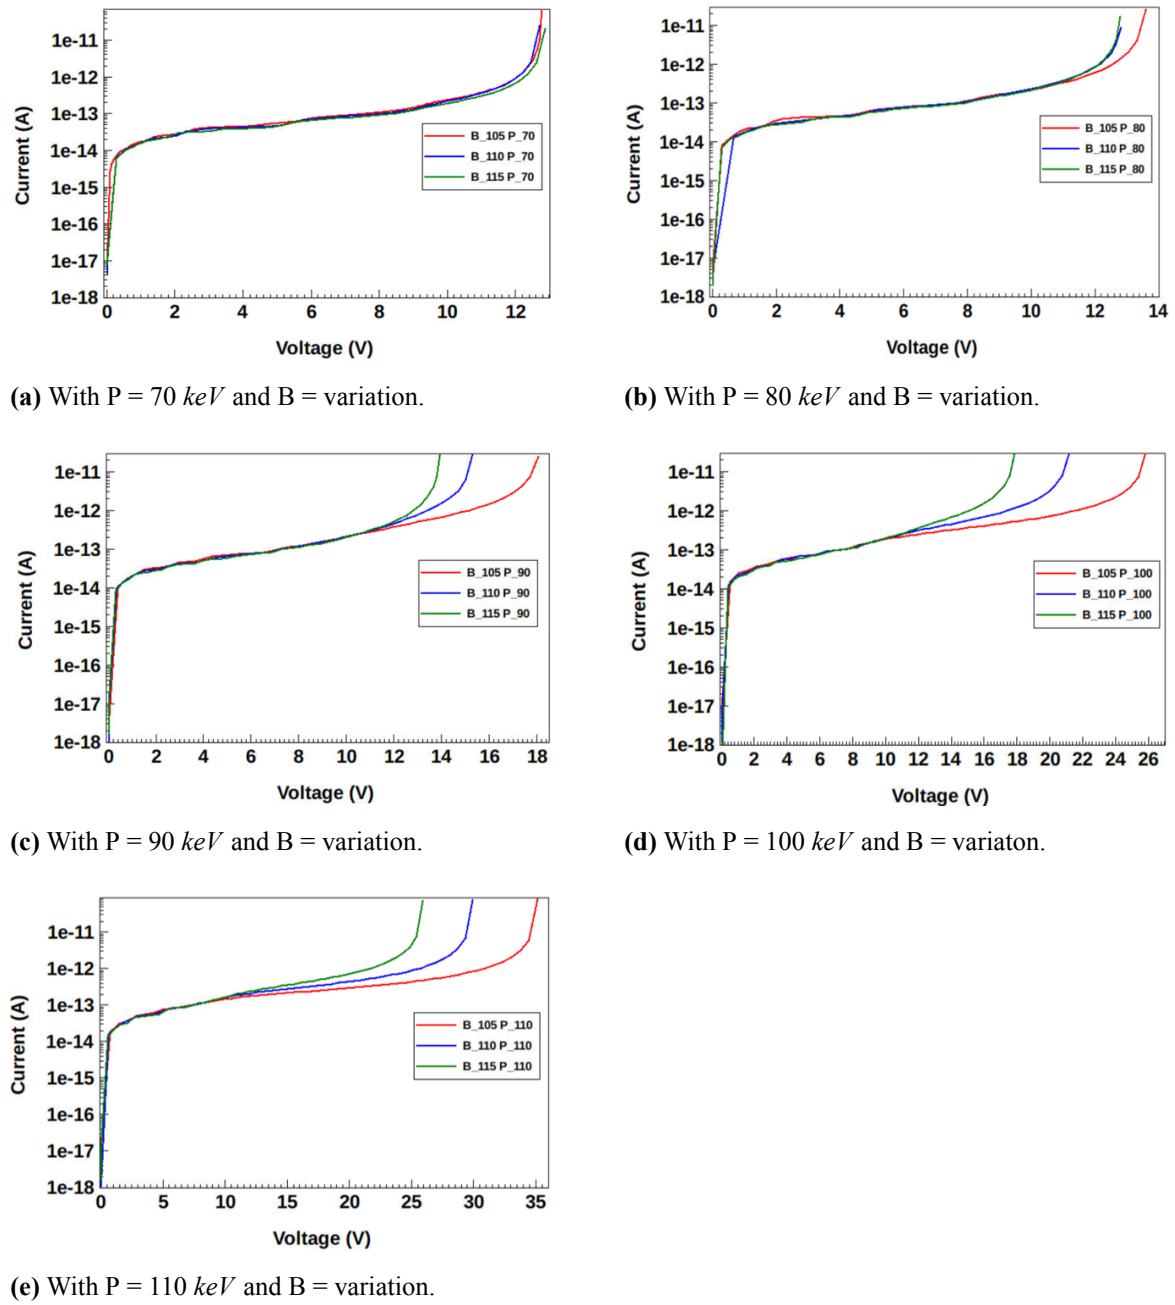 1e-11
1e-12
1e-13
1e-14
1e-15
1e-16
1e-17
1e-18
Current (A)
B_105 P_70
B_110 P_70
B_115 P_70
0 2 4 6 8 10 12
Voltage (V)
(a) With P = 70 keV and B = variation.
1e-11
1e-12
1e-13
1e-14
1e-15
1e-16
1e-17
1e-18
Current (A)
B_105 P_80
B_110 P_80
B_115 P_80
0 2 4 6 8 10 12 14
Voltage (V)
(b) With P = 80 keV and B = variation.
1e-11
1e-12
1e-13
1e-14
1e-15
1e-16
1e-17
1e-18
Current (A)
B_105 P_90
B_110 P_90
B_115 P_90
0 2 4 6 8 10 12 14 16 18
Voltage (V)
(c) With P = 90 keV and B = variation.
1e-11
1e-12
1e-13
1e-14
1e-15
1e-16
1e-17
1e-18
Current (A)
B_105 P_100
B_110 P_100
B_115 P_100
0 2 4 6 8 10 12 14 16 18 20 22 24 26
Voltage (V)
(d) With P = 100 keV and B = variaton.
1e-11
1e-12
1e-13
1e-14
1e-15
1e-16
1e-17
1e-18
Current (A)
B_105 P_110
B_110 P_110
B_115 P_110
0 5 10 15 20 25 30 35
Voltage (V)
(e) With P = 110 keV and B = variation.